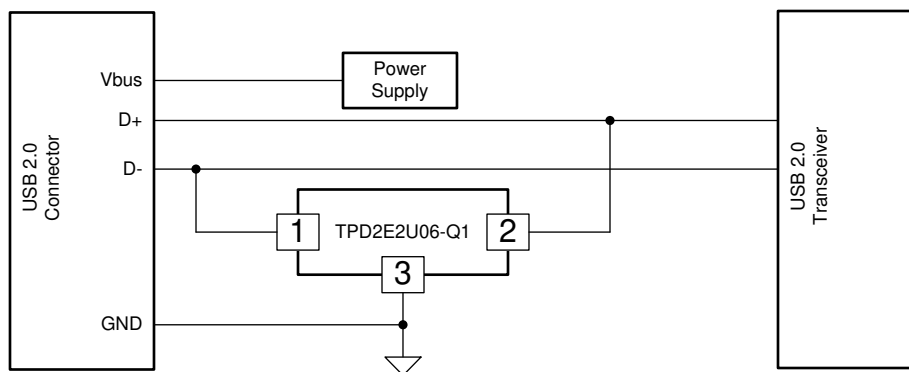 USB 2.0
Connector
Vbus
D+
D-
GND
Power
Supply
1
TPD2E2U06-Q1
2
3
USB 2.0
Transceiver